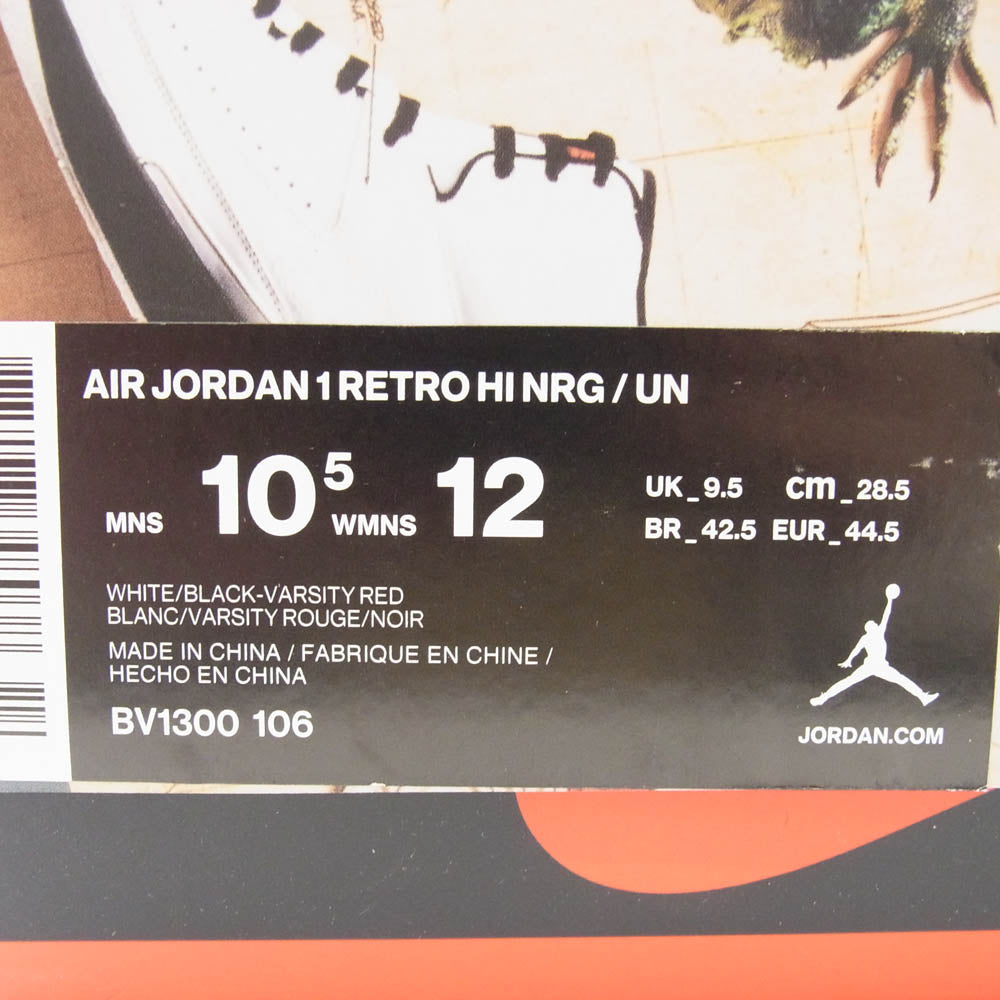 AIR JORDAN 1 RETRO HI NRG / UN
MNS 10 5 WMNS 12
UK_9.5 cm_28.5
BR_42.5 EUR_44.5
WHITE/BLACK-VARSITY RED
BLANC/VARSITY ROUGE/NOIR
MADE IN CHINA / FABRIQUE EN CHINE /
HECHO EN CHINA
BV1300 106
JORDAN.COM